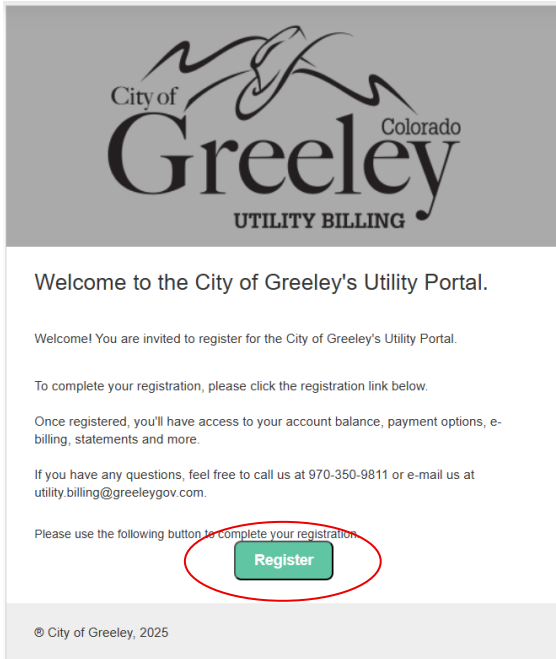 City of
Greeley
Colorado
UTILITY BILLING
Welcome to the City of Greeley's Utility Portal.
Welcome! You are invited to register for the City of Greeley's Utility Portal.
To complete your registration, please click the registration link below.
Once registered, you'll have access to your account balance, payment options, e-
billing, statements and more.
If you have any questions, feel free to call us at 970-350-9811 or e-mail us at
utility.billing@greeleygov.com.
Please use the following button to complete your registration.
Register
® City of Greeley, 2025